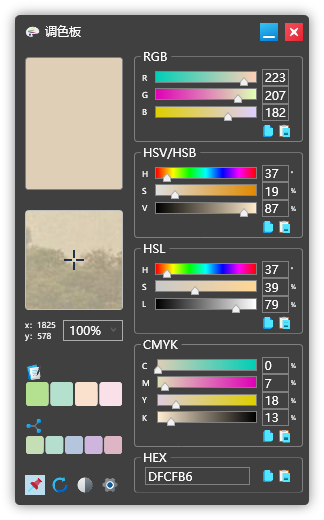 调色板
RGB
R 223
G 207
B 182
HSV/HSB
H 37 °
S 19 %
V 87 %
HSL
H 37 °
S 39 %
L 79 %
x: 1825
y: 578
100%
CMYK
C 0 %
M 7 %
Y 18 %
K 13 %
HEX
DFCFB6